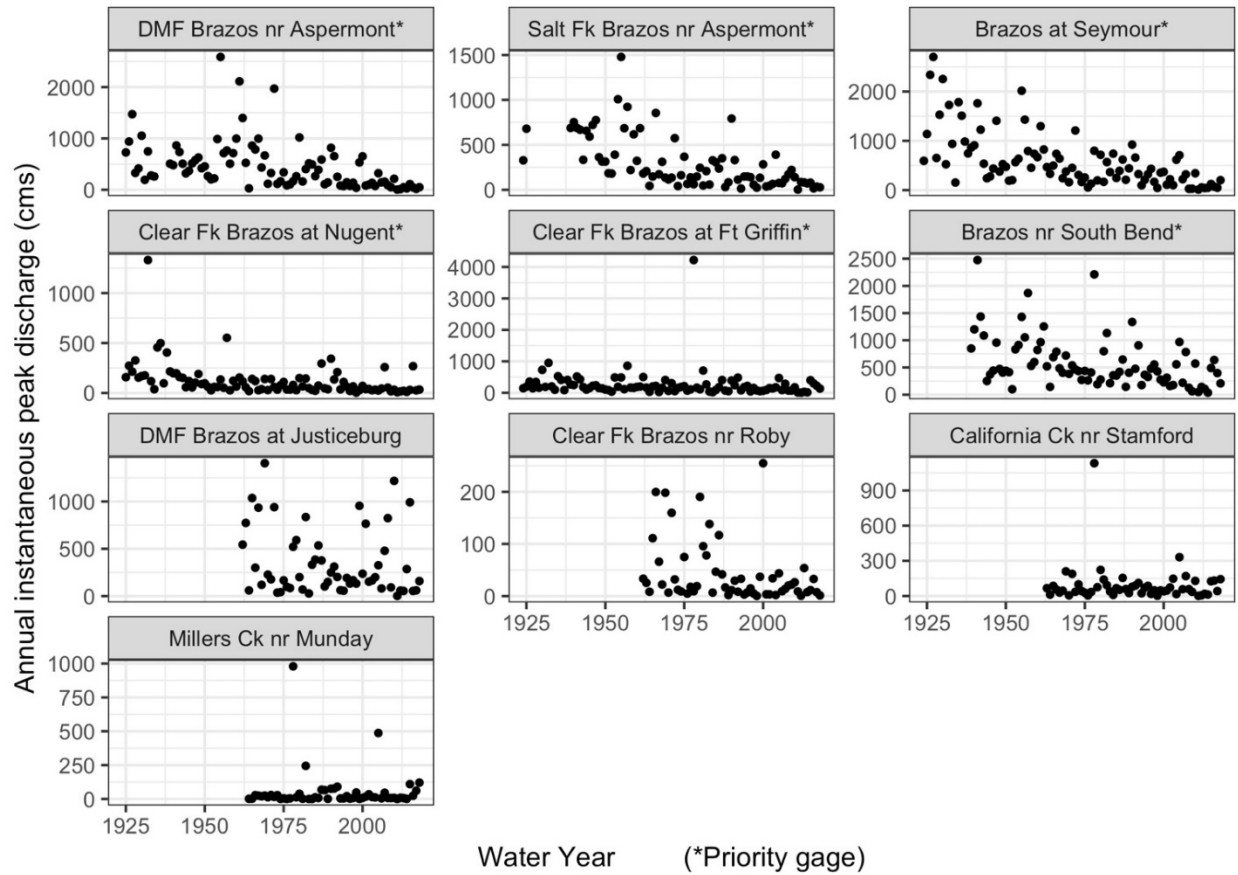 Annual instantaneous peak discharge (cms)
DMF Brazos nr Aspermont*
2000
1000
0
Salt Fk Brazos nr Aspermont*
1500
1000
500
0
Brazos at Seymour*
2000
1000
0
Clear Fk Brazos at Nugent*
1000
500
0
Clear Fk Brazos at Ft Griffin*
4000
3000
2000
1000
0
Brazos nr South Bend*
2500
2000
1500
1000
500
0
DMF Brazos at Justiceburg
1000
500
0
Clear Fk Brazos nr Roby
200
100
0
1925 1950 1975 2000
California Ck nr Stamford
900
600
300
0
1925 1950 1975 2000
Millers Ck nr Munday
1000
750
500
250
0
1925 1950 1975 2000
Water Year (*Priority gage)